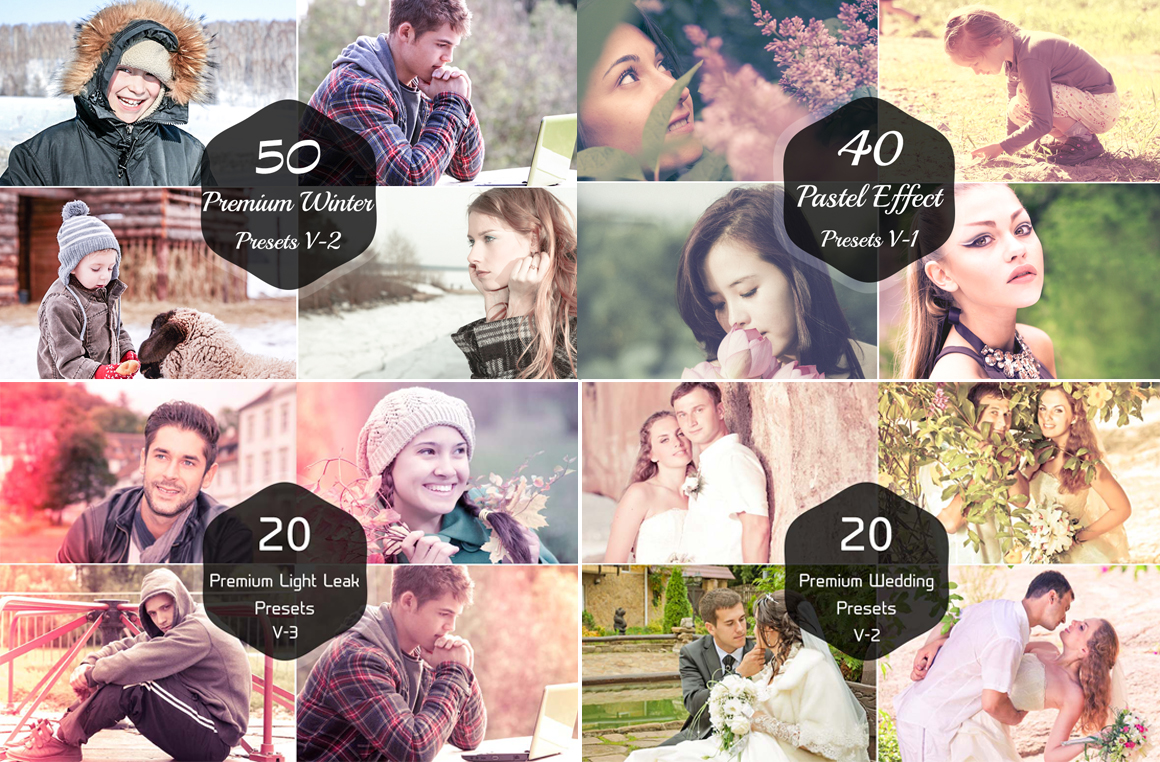 50
Premium Winter
Presets V-2
40
Pastel Effect
Presets V-1
20
Premium Light Leak
Presets
V-3
20
Premium Wedding
Presets
V-2